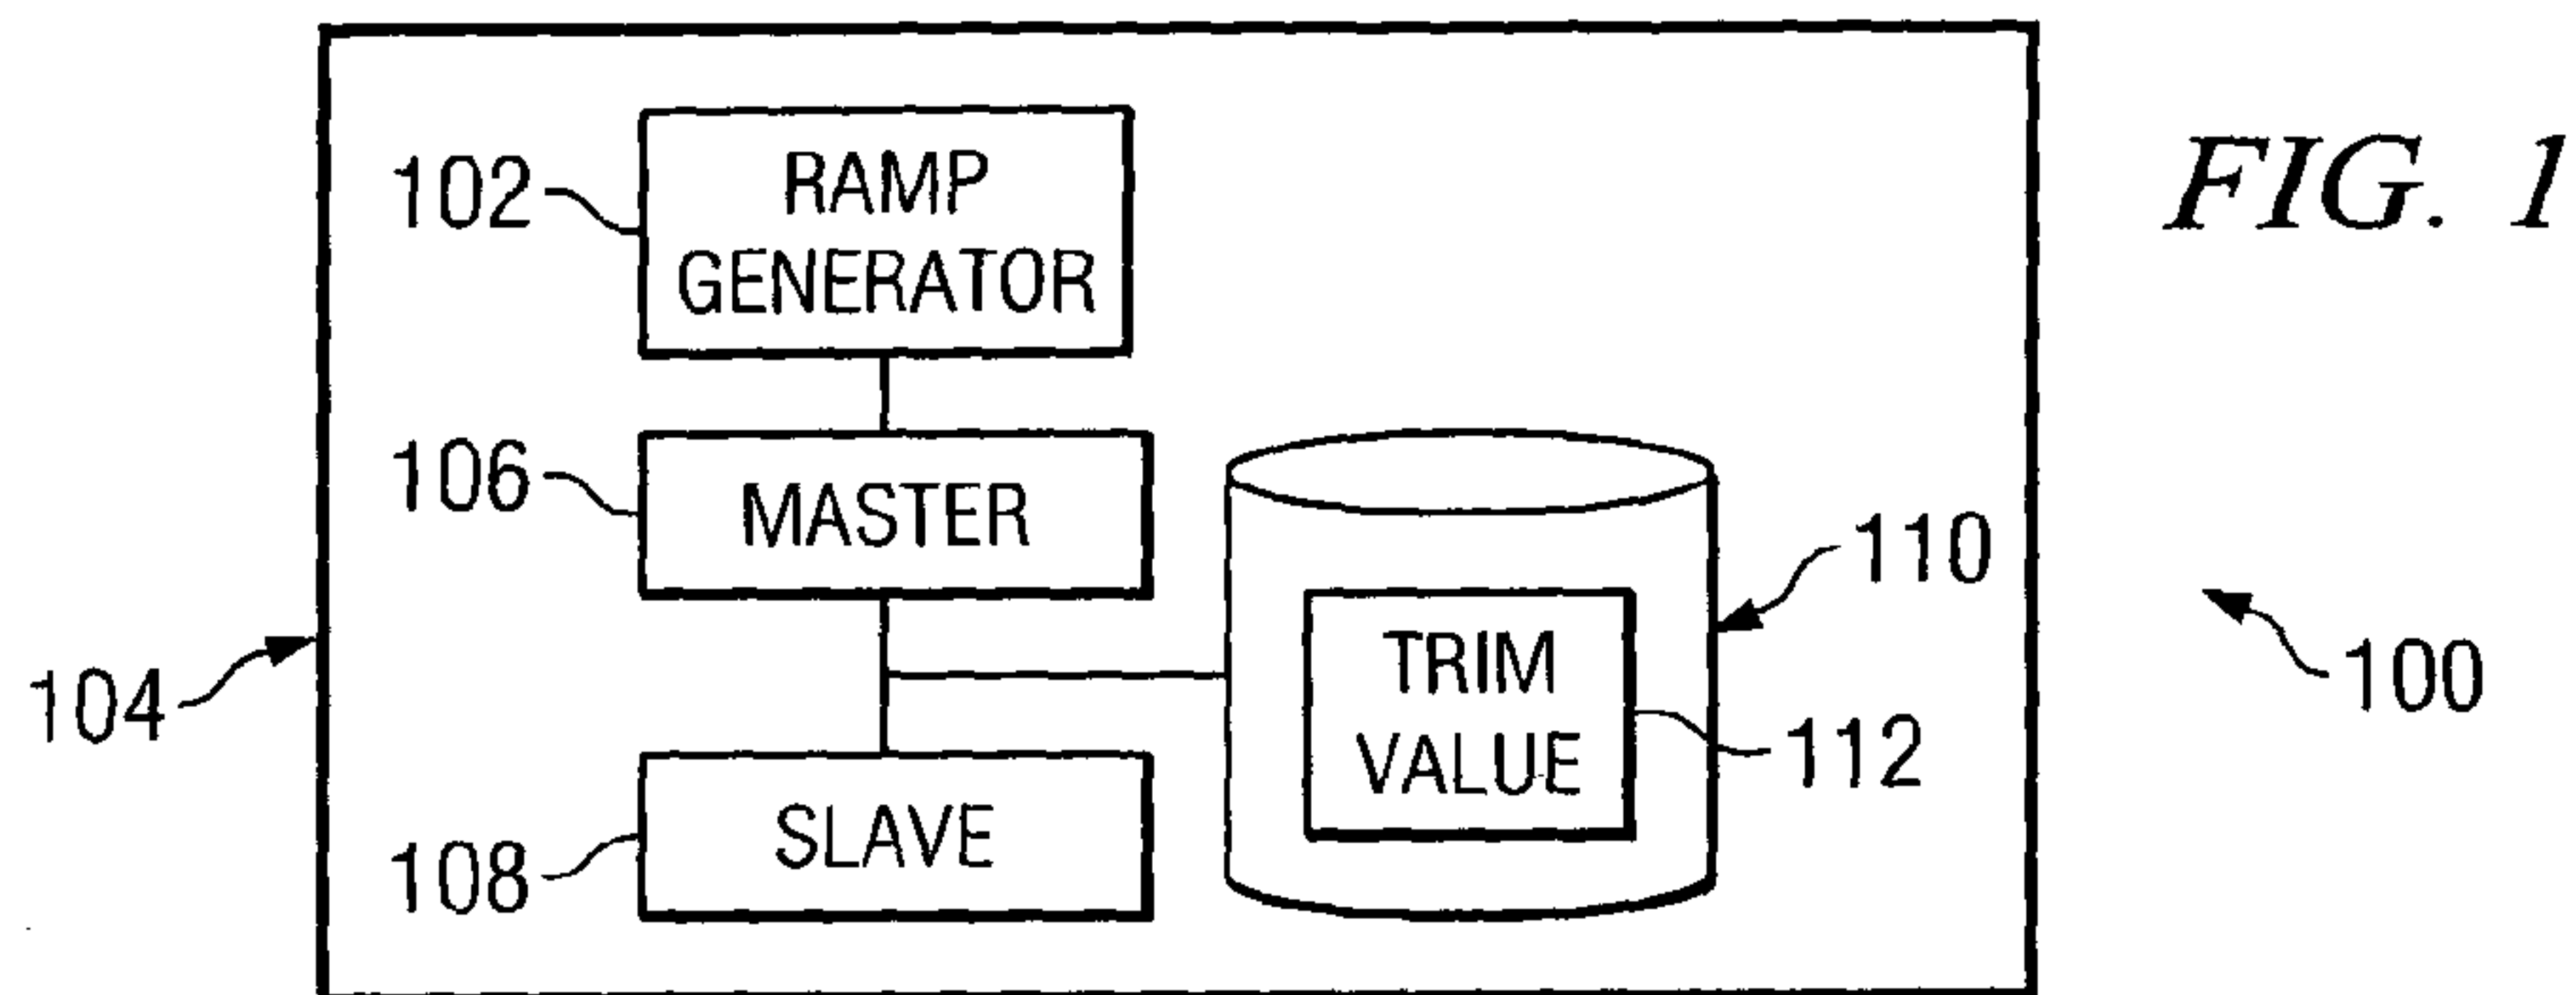 FIG. 1
102
RAMP
GENERATOR
106
MASTER
110
104
TRIM
VALUE
100
112
108
SLAVE